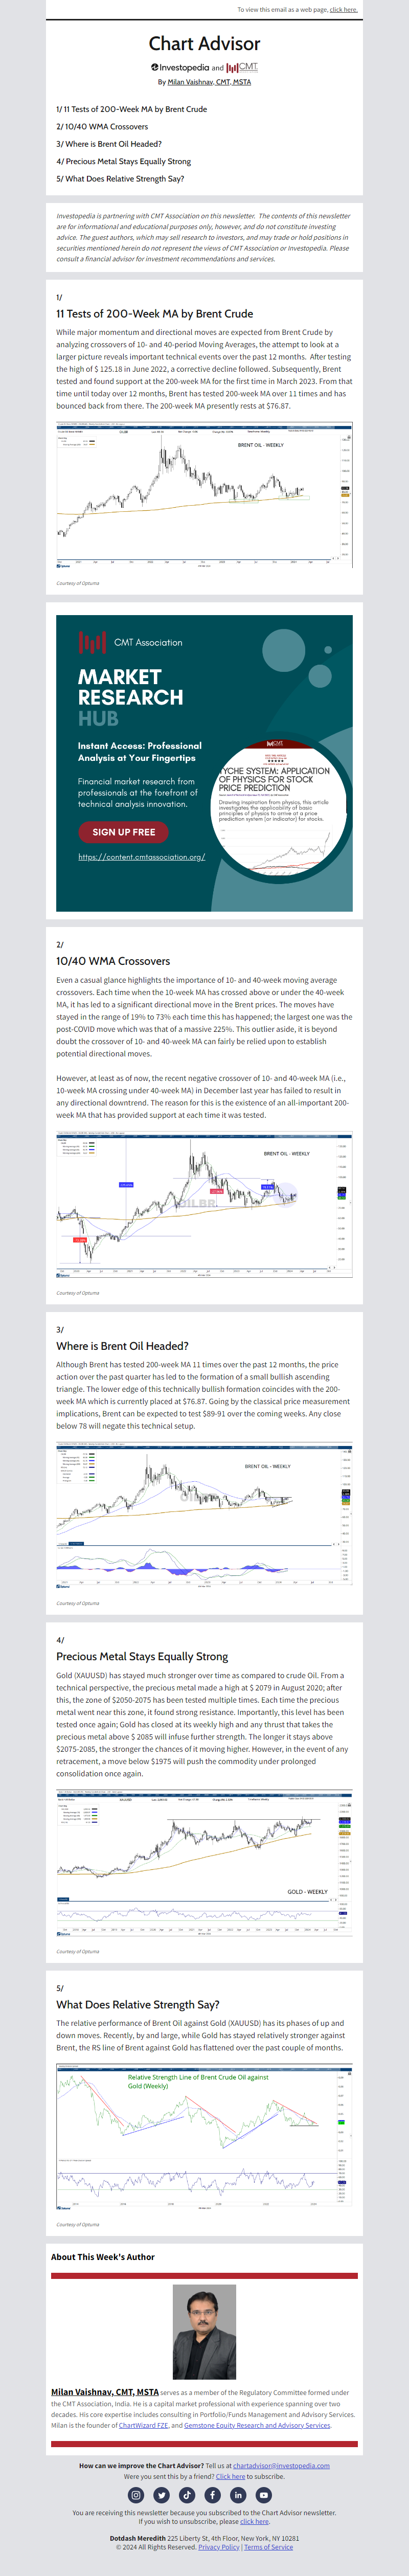 To view this email as a web page, click here.
Chart Advisor
Investopedia and CMT
By Milan Vaishnav, CMT, MSTA
1/ 11 Tests of 200-Week MA by Brent Crude
2/ 10/40 WMA Crossovers
3/ Where is Brent Oil Headed?
4/ Precious Metal Stays Equally Strong
5/ What Does Relative Strength Say?
Investopedia is partnering with CMT Association on this newsletter. The contents of this newsletter
are for informational and educational purposes only, however, and do not constitute investing
advice. The guest authors, which may sell research to investors, and may trade or hold positions in
securities mentioned herein do not represent the views of CMT Association or Investopedia. Please
consult a financial advisor for investment recommendations and services.
1/
11 Tests of 200-Week MA by Brent Crude
While major momentum and directional moves are expected from Brent Crude by
analyzing crossovers of 10- and 40-period Moving Averages, the attempt to look at a
larger picture reveals important technical events over the past 12 months. After testing
the high of $ 125.18 in June 2022, a corrective decline followed. Subsequently, Brent
tested and found support at the 200-week MA for the first time in March 2023. From that
time until today over 12 months, Brent has tested 200-week MA over 11 times and has
bounced back from there. The 200-week MA presently rests at $76.87.
BRENT OIL - WEEKLY
Optuma
Courtesy of Optuma
CMT Association
MARKET
RESEARCH
HUB
Instant Access: Professional
Analysis at Your Fingertips
Financial market research from
professionals at the forefront of
technical analysis innovation.
SIGN UP FREE
https://content.cmtassociation.org/
CMT
TYCHE SYSTEM: APPLICATION
OF PHYSICS FOR STOCK
PRICE PREDICTION
Drawing inspiration from physics, this article
investigates the applicability of basic
principles of physics to arrive at a price
prediction system (or indicator) for stocks.
2/
10/40 WMA Crossovers
Even a casual glance highlights the importance of 10- and 40-week moving average
crossovers. Each time when the 10-week MA has crossed above or under the 40-week
MA, it has led to a significant directional move in the Brent prices. The moves have
stayed in the range of 19% to 73% each time this has happened; the largest one was the
post-COVID move which was that of a massive 225%. This outlier aside, it is beyond
doubt the crossover of 10- and 40-week MA can fairly be relied upon to establish
potential directional moves.
However, at least as of now, the recent negative crossover of 10- and 40-week MA (i.e.,
10-week MA crossing under 40-week MA) in December last year has failed to result in
any directional downtrend. The reason for this is the existence of an all-important 200-
week MA that has provided support at each time it was tested.
BRENT OIL - WEEKLY
OILBR
Optuma
Courtesy of Optuma
3/
Where is Brent Oil Headed?
Although Brent has tested 200-week MA 11 times over the past 12 months, the price
action over the past quarter has led to the formation of a small bullish ascending
triangle. The lower edge of this technically bullish formation coincides with the 200-
week MA which is currently placed at $76.87. Going by the classical price measurement
implications, Brent can be expected to test $89-91 over the coming weeks. Any close
below 78 will negate this technical setup.
BRENT OIL - WEEKLY
Optuma
Courtesy of Optuma
4/
Precious Metal Stays Equally Strong
Gold (XAUUSD) has stayed much stronger over time as compared to crude Oil. From a
technical perspective, the precious metal made a high at $ 2079 in August 2020; after
this, the zone of $2050-2075 has been tested multiple times. Each time the precious
metal went near this zone, it found strong resistance. Importantly, this level has been
tested once again; Gold has closed at its weekly high and any thrust that takes the
precious metal above $ 2085 will infuse further strength. The longer it stays above
$2075-2085, the stronger the chances of it moving higher. However, in the event of any
retracement, a move below $1975 will push the commodity under prolonged
consolidation once again.
GOLD - WEEKLY
Optuma
Courtesy of Optuma
5/
What Does Relative Strength Say?
The relative performance of Brent Oil against Gold (XAUUSD) has its phases of up and
down moves. Recently, by and large, while Gold has stayed relatively stronger against
Brent, the RS line of Brent against Gold has flattened over the past couple of months.
Relative Strength Line of Brent Crude Oil against
Gold (Weekly)
Optuma
Courtesy of Optuma
About This Week's Author
Milan Vaishnav, CMT, MSTA serves as a member of the Regulatory Committee formed under
the CMT Association, India. He is a capital market professional with experience spanning over two
decades. His core expertise includes consulting in Portfolio/Funds Management and Advisory Services.
Milan is the founder of ChartWizard FZE, and Gemstone Equity Research and Advisory Services.
How can we improve the Chart Advisor? Tell us at chartadvisor@investopedia.com
Were you sent this by a friend? Click here to subscribe.
You are receiving this newsletter because you subscribed to the Chart Advisor newsletter.
If you wish to unsubscribe, please click here.
Dotdash Meredith 225 Liberty St, 4th Floor, New York, NY 10281
© 2024 All Rights Reserved. Privacy Policy | Terms of Service